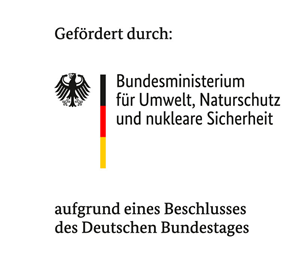 Gefördert durch:
Bundesministerium
für Umwelt, Naturschutz
und nukleare Sicherheit
aufgrund eines Beschlusses
des Deutschen Bundestages